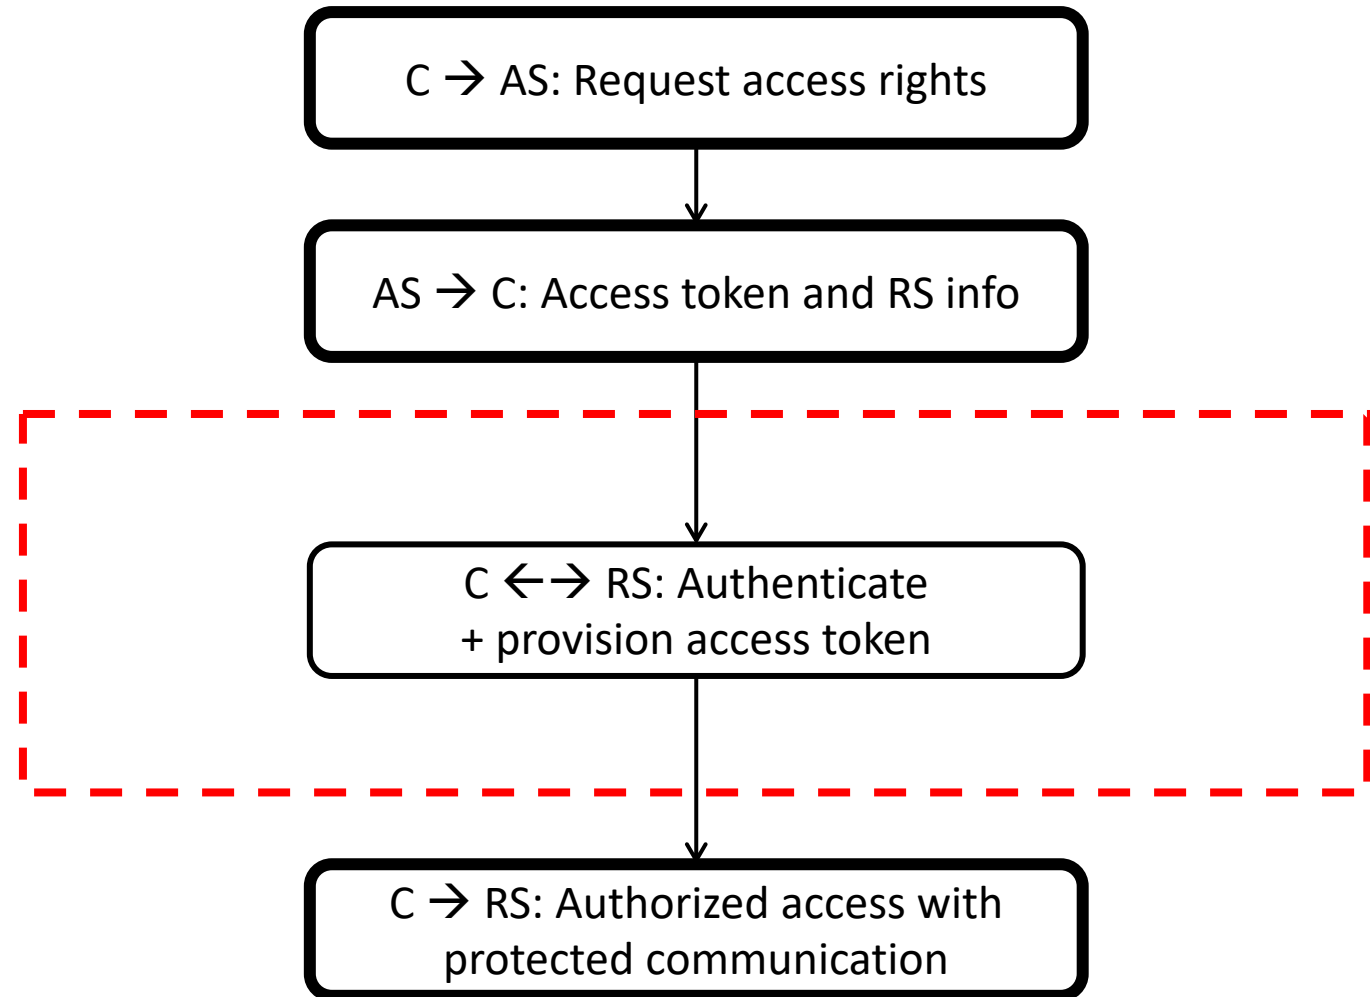 C → AS: Request access rights
AS → C: Access token and RS info
C ←→ RS: Authenticate
+ provision access token
C → RS: Authorized access with
protected communication